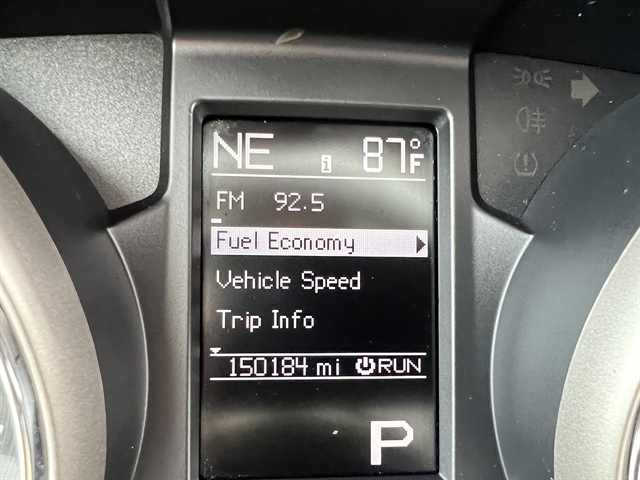 NE i 87°F
FM 92.5
Fuel Economy
Vehicle Speed
Trip Info
150184 mi RUN
P